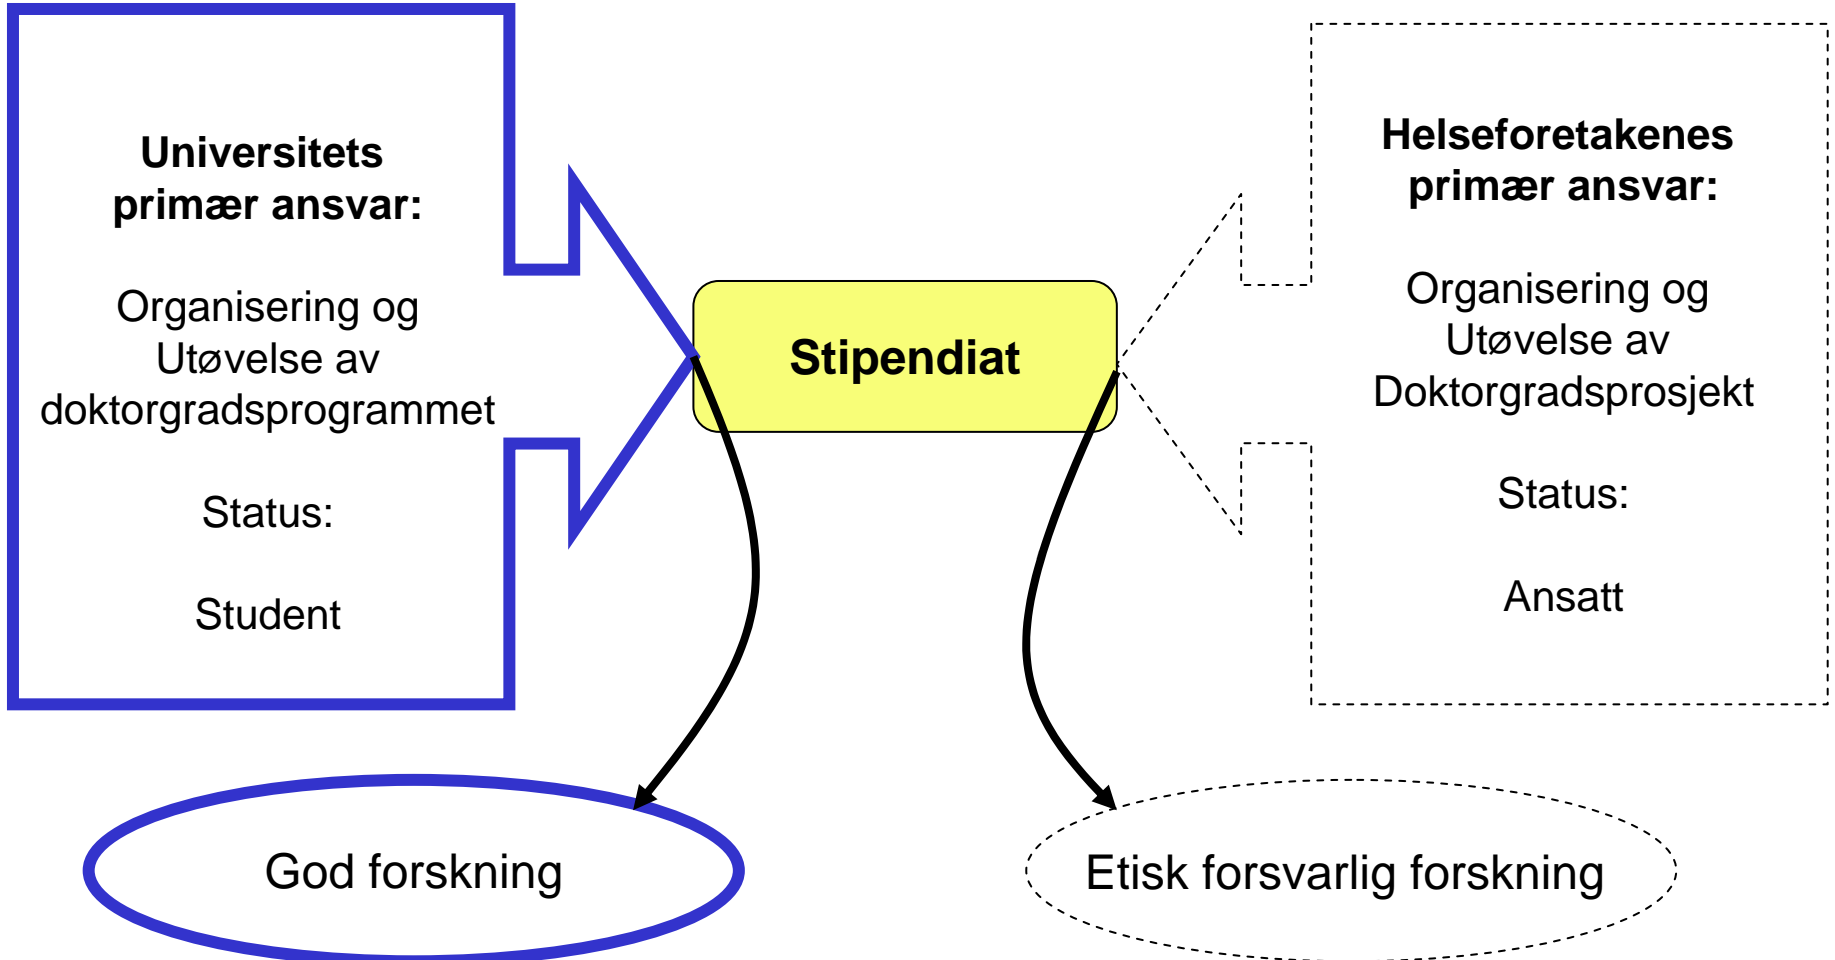 Universitets
primær ansvar:
Organisering og
Utøvelse av
doktorgradsprogrammet
Status:
Student
Stipendiat
Helseforetakenes
primær ansvar:
Organisering og
Utøvelse av
Doktorgradsprosjekt
Status:
Ansatt
God forskning
Etisk forsvarlig forskning